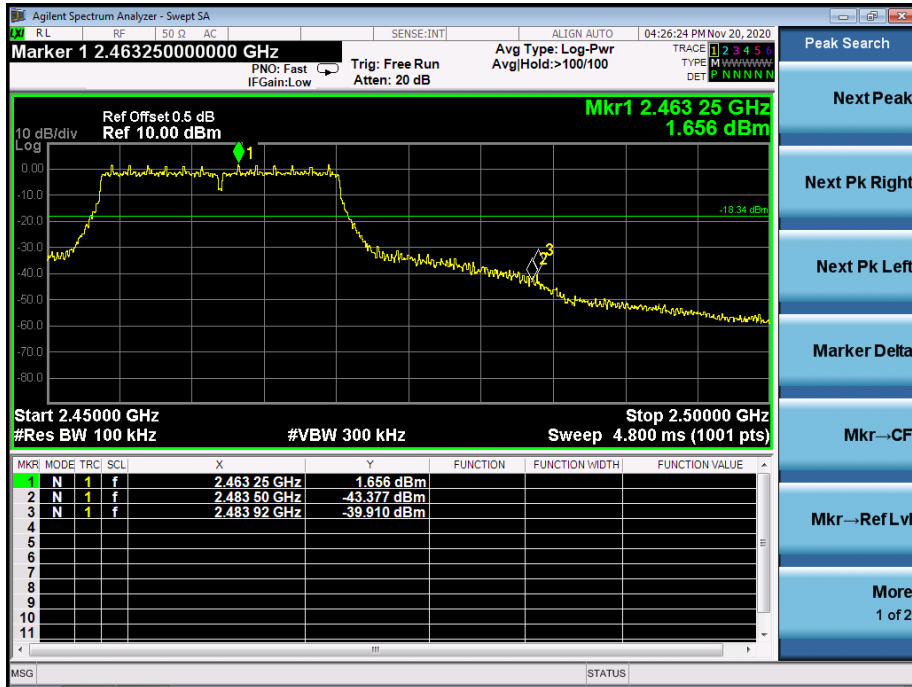 Agilent Spectrum Analyzer - Swept SA
LXI RL RF 50 Ω AC SENSE:INT ALIGN AUTO 04:26:24 PM Nov 20, 2020
Marker 1 2.463250000000 GHz
PNO: Fast
IFGain:Low
Trig: Free Run
Atten: 20 dB
Avg Type: Log-Pwr
Avg|Hold:>100/100
TRACE 1 2 3 4 5 6
TYPE M WWWWW
DET P N N N N N
Peak Search
Next Peak
Next Pk Right
Next Pk Left
Marker Delta
Mkr→CF
Mkr→Ref Lvl
More
1 of 2
Mkr1 2.463 25 GHz
1.656 dBm
Ref Offset 0.5 dB
10 dB/div Ref 10.00 dBm
Log
1
0.00
-10.0
-18.34 dBm
-20.0
-30.0
3
2
-40.0
-50.0
-60.0
-70.0
-80.0
Start 2.45000 GHz Stop 2.50000 GHz
#Res BW 100 kHz #VBW 300 kHz Sweep 4.800 ms (1001 pts)
MKR MODE TRC SCL X Y FUNCTION FUNCTION WIDTH FUNCTION VALUE
1 N 1 f 2.463 25 GHz 1.656 dBm
2 N 1 f 2.483 50 GHz -43.377 dBm
3 N 1 f 2.483 92 GHz -39.910 dBm
4
5
6
7
8
9
10
11
MSG STATUS